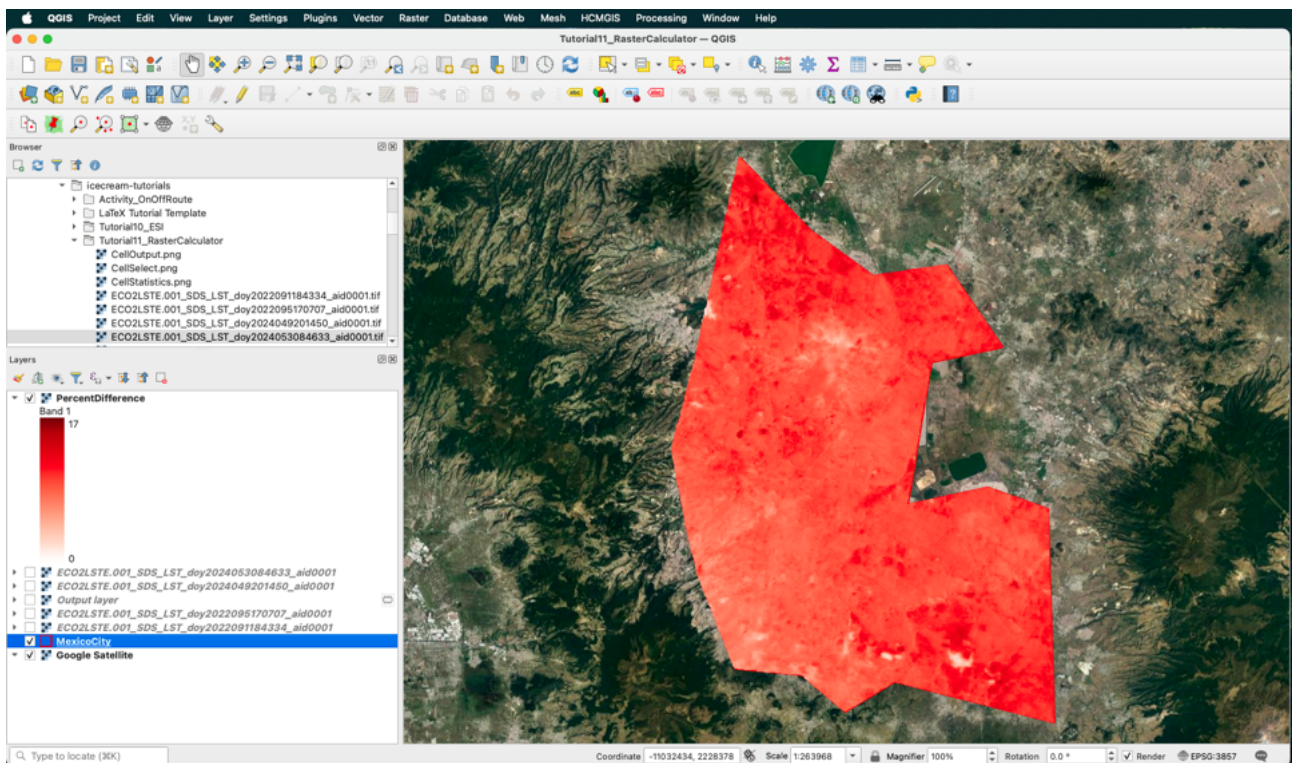 QGIS Project Edit View Layer Settings Plugins Vector Raster Database Web Mesh HCMGIS Processing Window Help
Tutorial11_RasterCalculator — QGIS
Browser
icecream-tutorials
Activity_OnOffRoute
LaTeX Tutorial Template
Tutorial10_ESI
Tutorial11_RasterCalculator
CellOutput.png
CellSelect.png
CellStatistics.png
ECO2LSTE.001_SDS_LST_doy2022091184334_aid0001.tif
ECO2LSTE.001_SDS_LST_doy2022095170707_aid0001.tif
ECO2LSTE.001_SDS_LST_doy2024049201450_aid0001.tif
ECO2LSTE.001_SDS_LST_doy2024053084633_aid0001.tif
Layers
PercentDifference
Band 1
17
0
ECO2LSTE.001_SDS_LST_doy2024053084633_aid0001
ECO2LSTE.001_SDS_LST_doy2024049201450_aid0001
Output layer
ECO2LSTE.001_SDS_LST_doy2022095170707_aid0001
ECO2LSTE.001_SDS_LST_doy2022091184334_aid0001
MexicoCity
Google Satellite
Type to locate (⌘K) Coordinate -11032434, 2228378 Scale 1:263968 Magnifier 100% Rotation 0.0 ° Render EPSG:3857